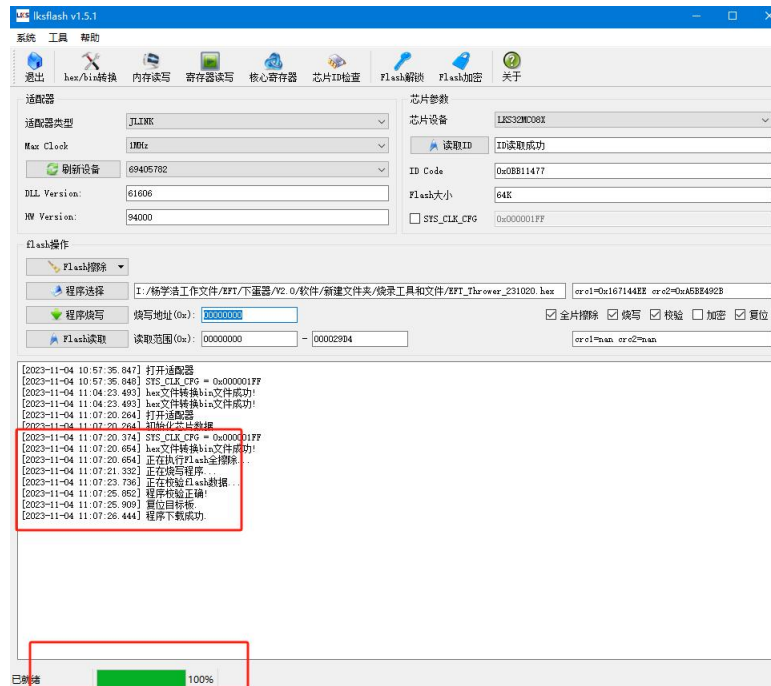 LKS lksflash v1.5.1
系统 工具 帮助
退出 hex/bin转换 内存读写 寄存器读写 核心寄存器 芯片ID检查 Flash解锁 Flash加密 关于
适配器
适配器类型 JLINK
Max Clock 1MHz
刷新设备 69405782
DLL Version: 61606
HW Version: 94000
芯片参数
芯片设备 LKS32MC08X
读取ID ID读取成功
ID Code 0x0BB11477
Flash大小 64K
SYS_CLK_CFG 0x000001FF
flash操作
Flash擦除
程序选择 I:/杨学浩工作文件/EFT/下蛋器/V2.0/软件/新建文件夹/烧录工具和文件/EFT_Thrower_231020.hex crc1=0x167144EE crc2=0xA5BE492B
程序烧写 烧写地址(0x): 00000000 全片擦除 烧写 校验 加密 复位
Flash读取 读取范围(0x): 00000000 - 000029D4 crc1=nan crc2=nan
[2023-11-04 10:57:35.847] 打开适配器
[2023-11-04 10:57:35.848] SYS_CLK_CFG = 0x000001FF
[2023-11-04 11:04:23.493] hex文件转换bin文件成功!
[2023-11-04 11:04:23.493] hex文件转换bin文件成功!
[2023-11-04 11:07:20.264] 打开适配器
[2023-11-04 11:07:20.264] 初始化芯片数据
[2023-11-04 11:07:20.374] SYS_CLK_CFG = 0x000001FF
[2023-11-04 11:07:20.654] hex文件转换bin文件成功!
[2023-11-04 11:07:20.654] 正在执行Flash全擦除...
[2023-11-04 11:07:21.332] 正在烧写程序...
[2023-11-04 11:07:23.736] 正在校验flash数据...
[2023-11-04 11:07:25.852] 程序校验正确!
[2023-11-04 11:07:25.909] 复位目标板.
[2023-11-04 11:07:26.444] 程序下载成功.
已就绪 100%